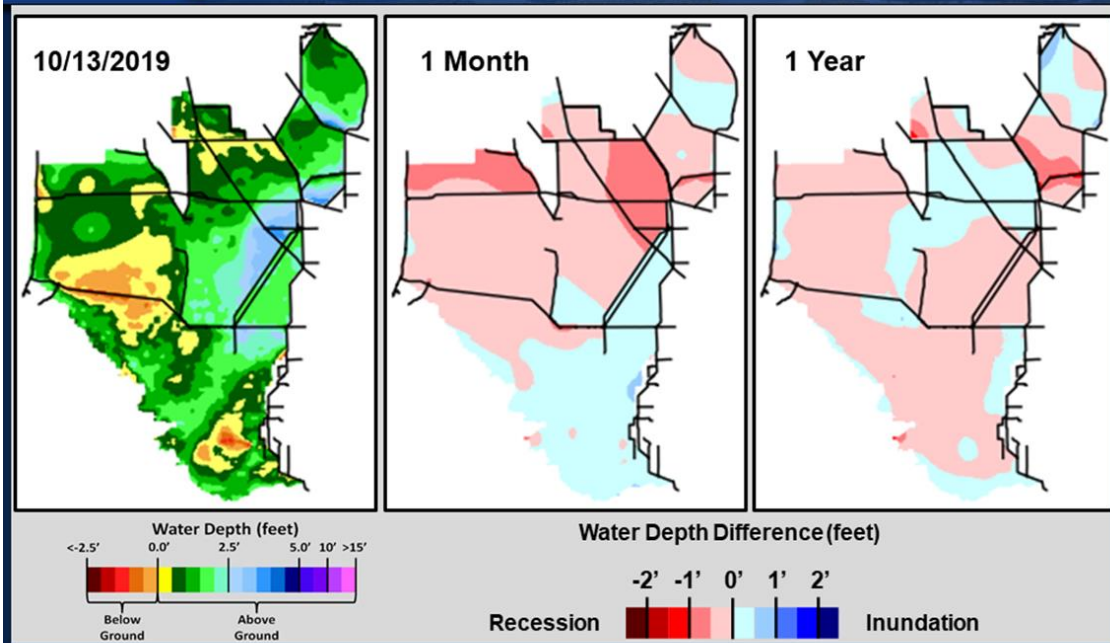 10/13/2019
1 Month
1 Year
Water Depth (feet)
<-2.5' 0.0' 2.5' 5.0' 10' >15'
Below Ground
Above Ground
Water Depth Difference (feet)
-2' -1' 0' 1' 2'
Recession
Inundation